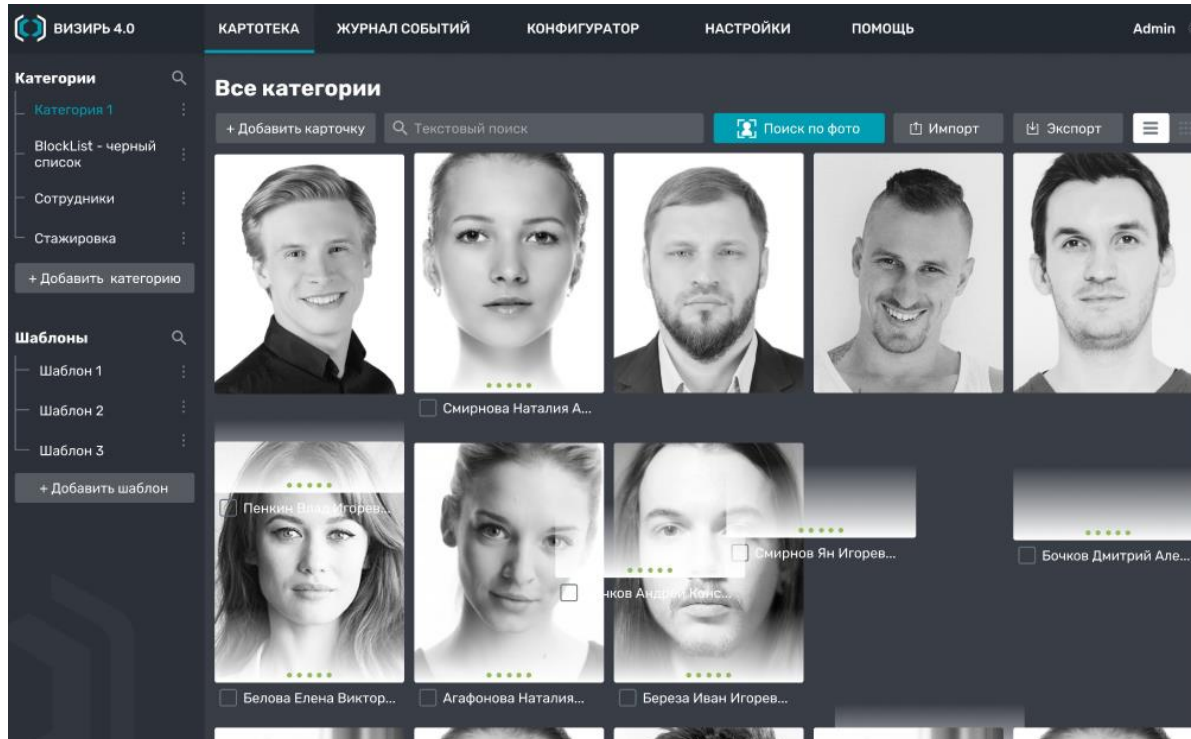 ВИЗИРЬ 4.0
КАРТОТЕКА
ЖУРНАЛ СОБЫТИЙ
КОНФИГУРАТОР
НАСТРОЙКИ
ПОМОЩЬ
Admin
Категории
Категория 1
BlockList - черный
список
Сотрудники
Стажировка
+ Добавить категорию
Шаблоны
Шаблон 1
Шаблон 2
Шаблон 3
+ Добавить шаблон
Все категории
+ Добавить карточку
Текстовый поиск
Поиск по фото
Импорт
Экспорт
Смирнова Наталия А...
Пенкин Влад Игорев...
Смирнов Ян Игорев...
Бочков Дмитрий Але...
Андрей Конс...
Белова Елена Виктор...
Агафонова Наталия...
Береза Иван Игорев...